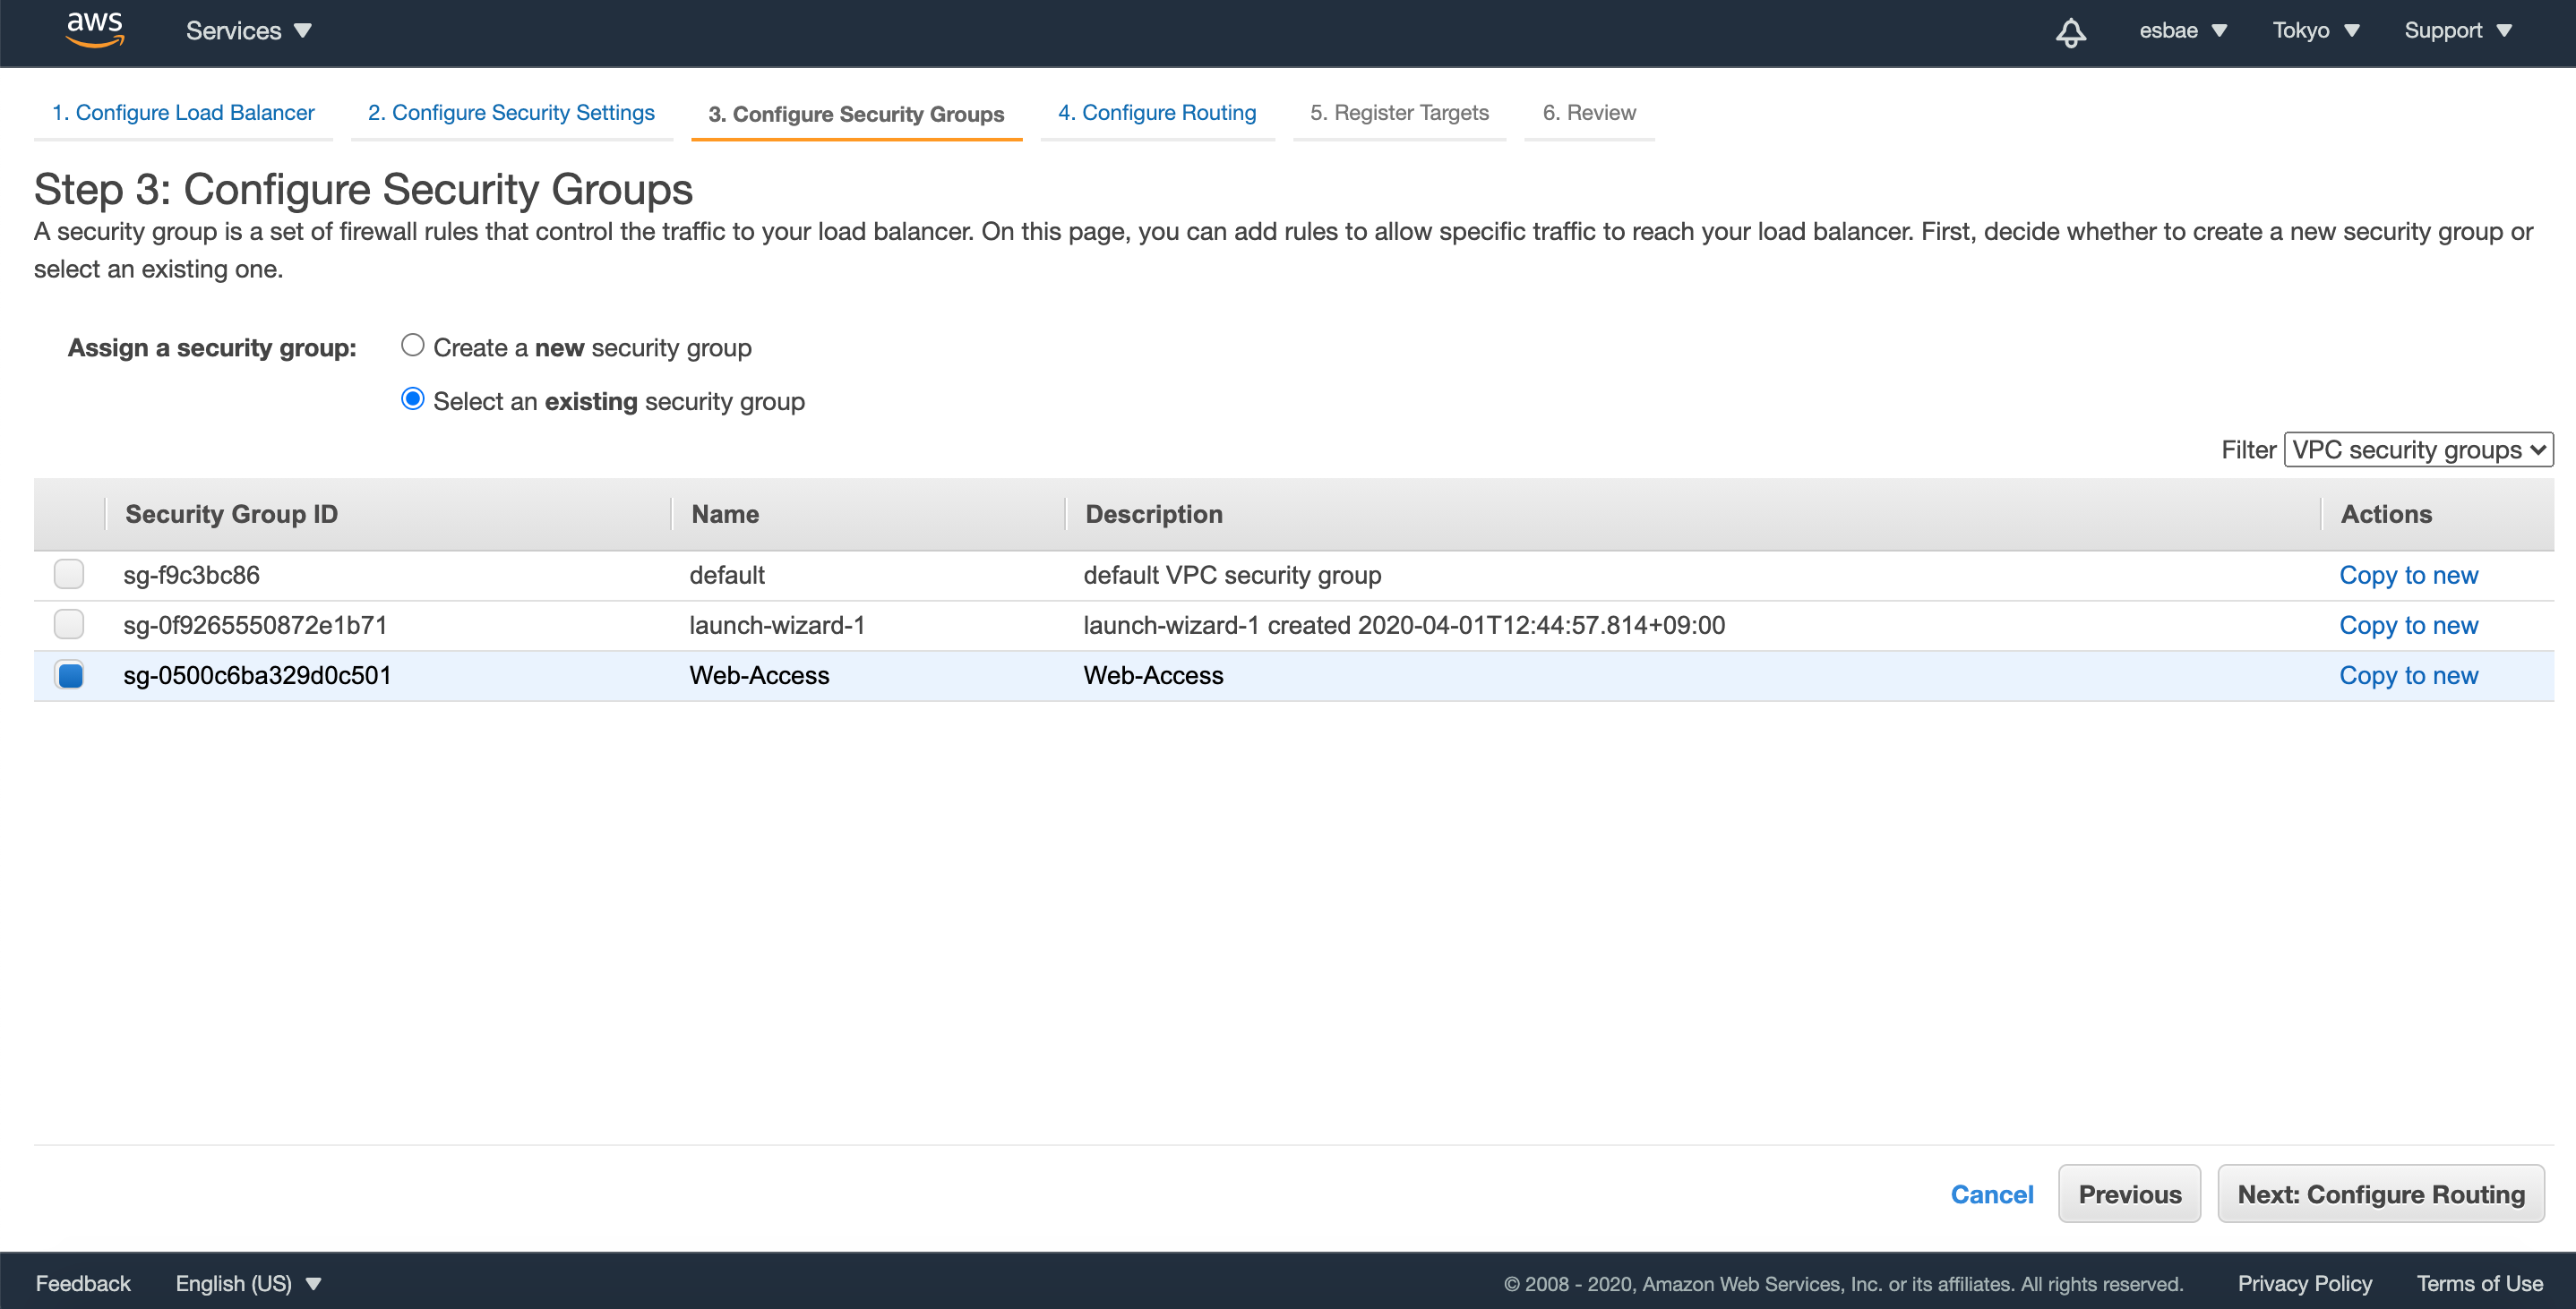 aws Services esbae Tokyo Support
1. Configure Load Balancer 2. Configure Security Settings 3. Configure Security Groups 4. Configure Routing 5. Register Targets 6. Review
Step 3: Configure Security Groups
A security group is a set of firewall rules that control the traffic to your load balancer. On this page, you can add rules to allow specific traffic to reach your load balancer. First, decide whether to create a new security group or
select an existing one.
Assign a security group: Create a new security group
Select an existing security group
Filter VPC security groups
Security Group ID Name Description Actions
sg-f9c3bc86 default default VPC security group Copy to new
sg-0f9265550872e1b71 launch-wizard-1 launch-wizard-1 created 2020-04-01T12:44:57.814+09:00 Copy to new
sg-0500c6ba329d0c501 Web-Access Web-Access Copy to new
Cancel Previous Next: Configure Routing
Feedback English (US) © 2008 - 2020, Amazon Web Services, Inc. or its affiliates. All rights reserved. Privacy Policy Terms of Use